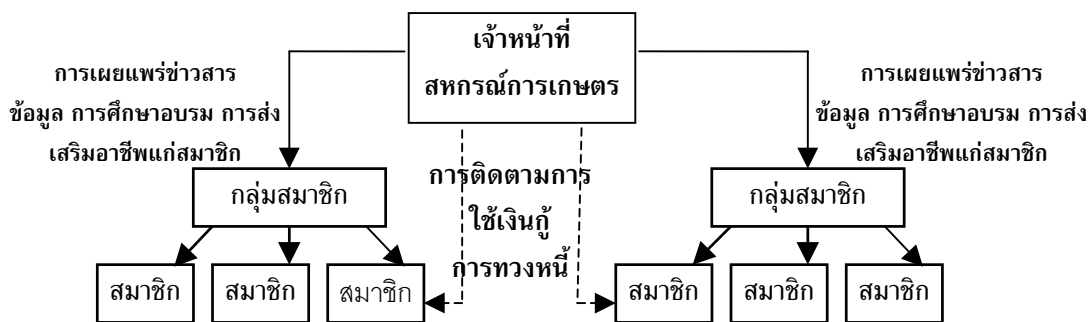 เจ้าหน้าที่
สหกรณ์การเกษตร
การเผยแพร่ข่าวสาร
ข้อมูล การศึกษาอบรม การส่ง
เสริมอาชีพแก่สมาชิก
การเผยแพร่ข่าวสาร
ข้อมูล การศึกษาอบรม การส่ง
เสริมอาชีพแก่สมาชิก
กลุ่มสมาชิก
การติดตามการ
ใช้เงินกู้
การทวงหนี้
กลุ่มสมาชิก
สมาชิก
สมาชิก
สมาชิก
สมาชิก
สมาชิก
สมาชิก